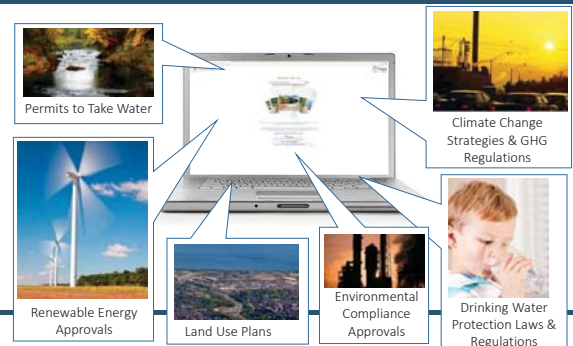 Permits to Take Water
Climate Change
Strategies & GHG
Regulations
Renewable Energy
Approvals
Land Use Plans
Environmental
Compliance
Approvals
Drinking Water
Protection Laws &
Regulations